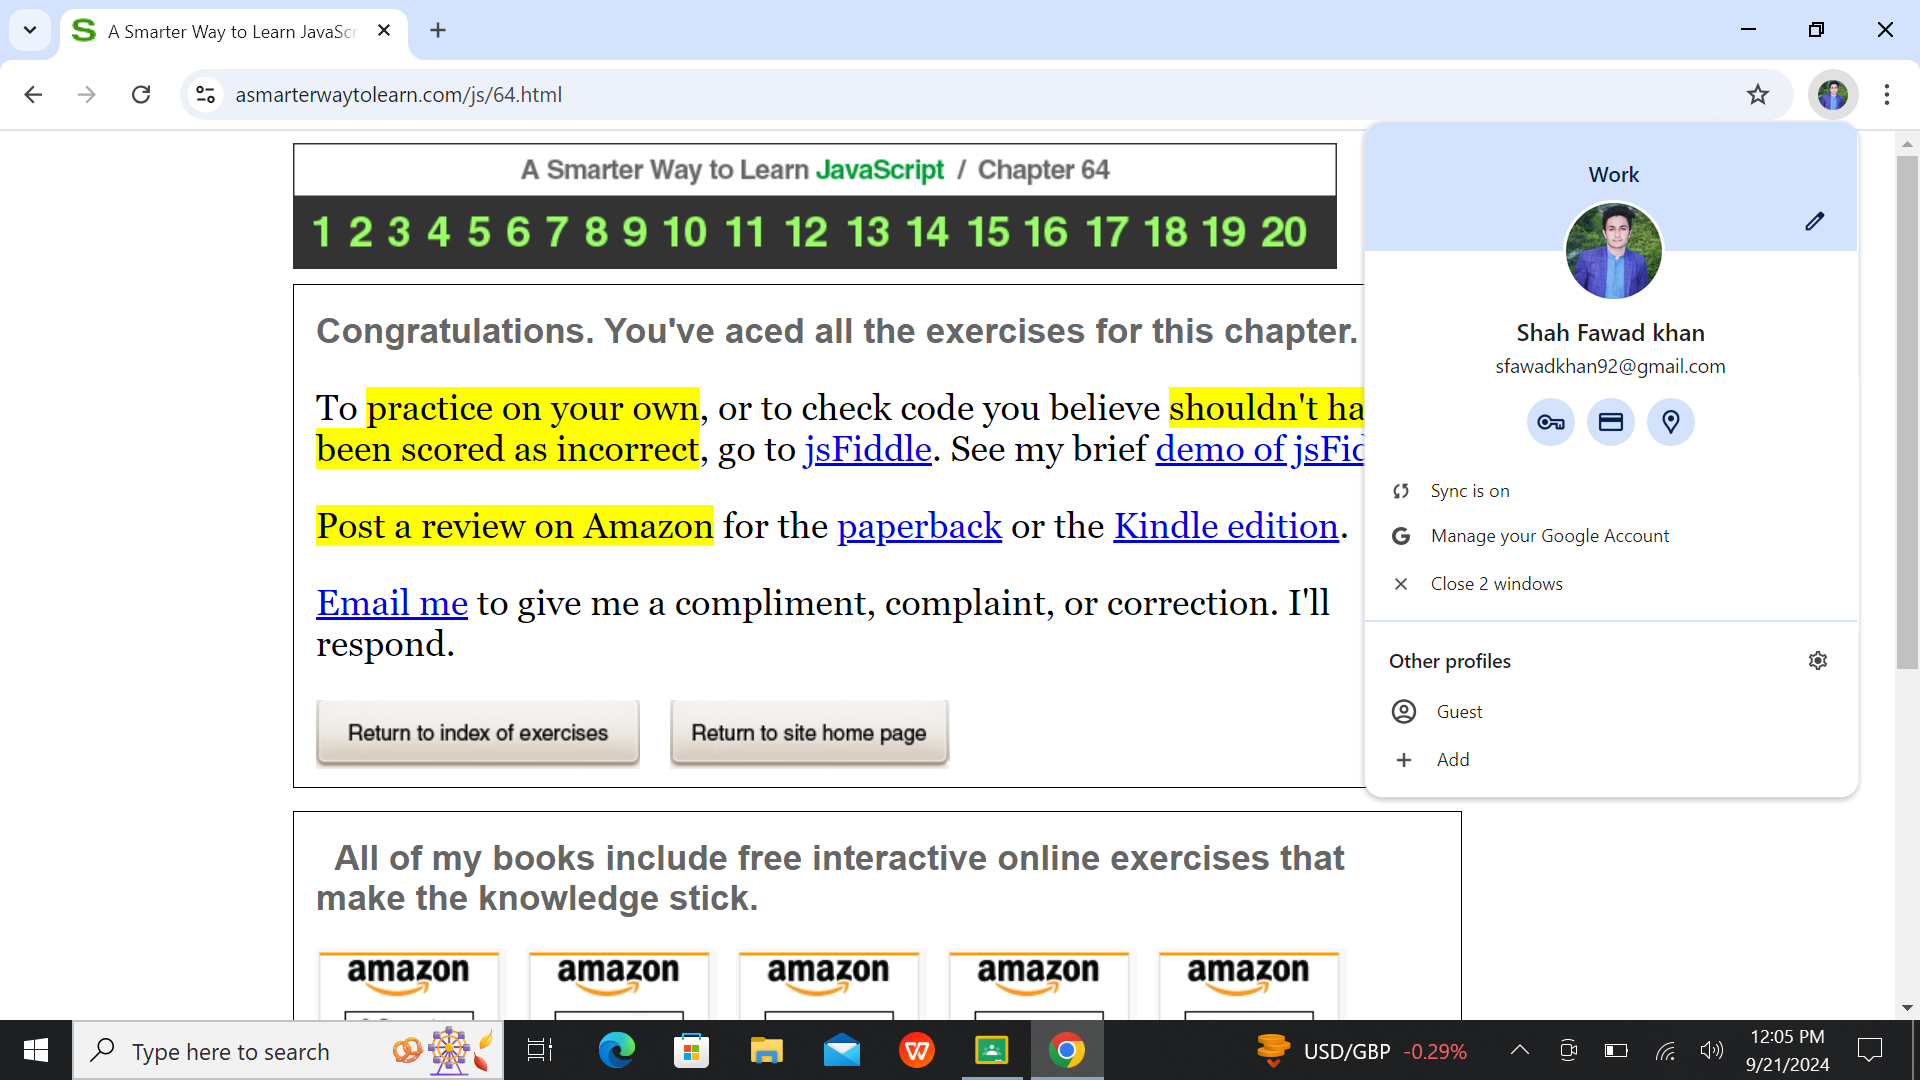 A Smarter Way to Learn JavaScr
asmarterwaytolearn.com/js/64.html
A Smarter Way to Learn JavaScript / Chapter 64
1 2 3 4 5 6 7 8 9 10 11 12 13 14 15 16 17 18 19 20
Congratulations. You've aced all the exercises for this chapter.
To practice on your own, or to check code you believe shouldn't ha
been scored as incorrect, go to jsFiddle. See my brief demo of jsFid
Post a review on Amazon for the paperback or the Kindle edition.
Email me to give me a compliment, complaint, or correction. I'll
respond.
Return to index of exercises
Return to site home page
All of my books include free interactive online exercises that
make the knowledge stick.
amazon
amazon
amazon
amazon
amazon
Work
Shah Fawad khan
sfawadkhan92@gmail.com
Sync is on
Manage your Google Account
Close 2 windows
Other profiles
Guest
Add
Type here to search
USD/GBP -0.29%
12:05 PM
9/21/2024